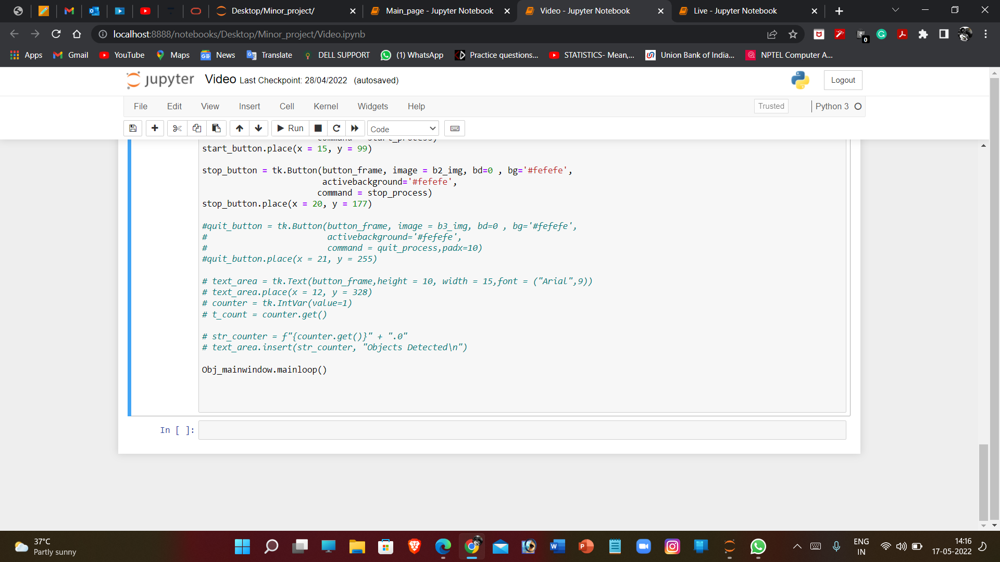 Desktop/Minor_project/
Main_page - Jupyter Notebook
Video - Jupyter Notebook
Live - Jupyter Notebook
localhost:8888/notebooks/Desktop/Minor_project/Video.ipynb
0
Apps
Gmail
YouTube
Maps
News
Translate
DELL SUPPORT
(1) WhatsApp
Practice questions...
STATISTICS- Mean,...
Union Bank of India...
NPTEL Computer A...
jupyter
Video Last Checkpoint: 28/04/2022 (autosaved)
Logout
File
Edit
View
Insert
Cell
Kernel
Widgets
Help
Trusted
Python 3
Run
Code
start_button.place(x = 15, y = 99)
stop_button = tk.Button(button_frame, image = b2_img, bd=0 , bg='#fefefe',
activebackground='#fefefe',
command = stop_process)
stop_button.place(x = 20, y = 177)
#quit_button = tk.Button(button_frame, image = b3_img, bd=0 , bg='#fefefe',
# activebackground='#fefefe',
# command = quit_process,padx=10)
#quit_button.place(x = 21, y = 255)
# text_area = tk.Text(button_frame,height = 10, width = 15,font = ("Arial",9))
# text_area.place(x = 12, y = 328)
# counter = tk.IntVar(value=1)
# t_count = counter.get()
# str_counter = f"{counter.get()}" + ".0"
# text_area.insert(str_counter, "Objects Detected\n")
Obj_mainwindow.mainloop()
In [ ]:
37°C
Partly sunny
ENG
IN
14:16
17-05-2022